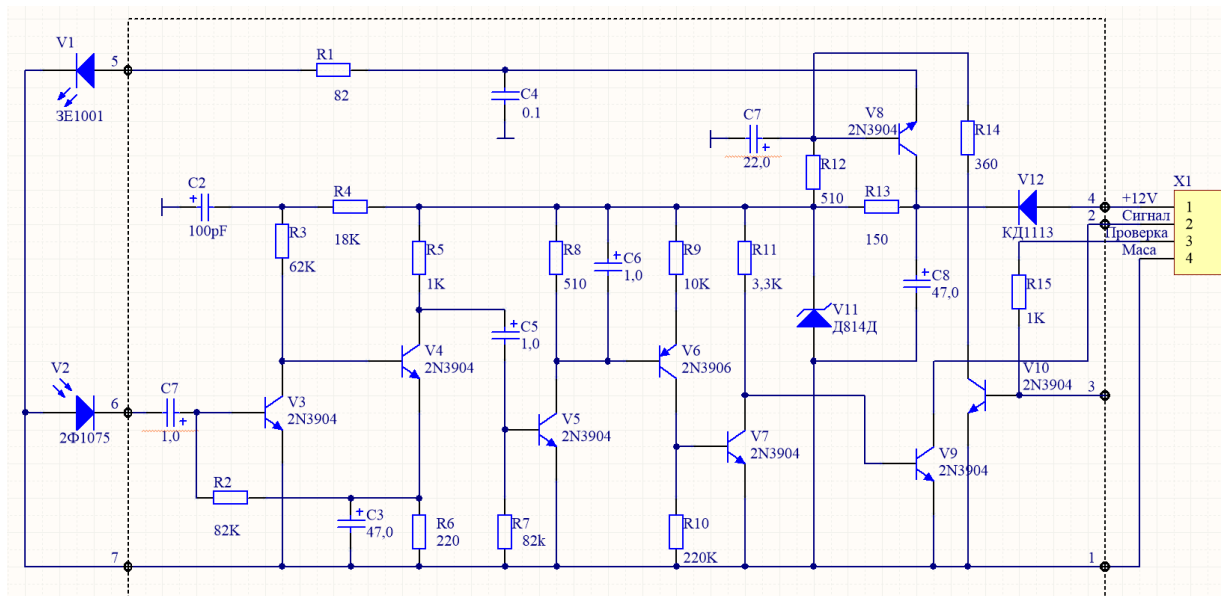 V1
5
R1
82
ЗЕ1001
C4
0.1
C7
22,0
V8
2N3904
R14
360
R12
510
C2
100pF
R4
18K
R13
150
V12
КД1113
4
+12V
2
Сигнал
Проверка
Маса
X1
1
2
3
4
R3
62K
R5
1K
R8
510
C6
1,0
R9
10K
R11
3,3K
C8
47,0
R15
1K
V11
Д814Д
C5
1,0
V4
2N3904
V6
2N3906
V10
2N3904
3
V2
2Ф1075
6
C7
1,0
V3
2N3904
V5
2N3904
V7
2N3904
V9
2N3904
R2
82K
C3
47,0
R6
220
R7
82k
R10
220K
7
1